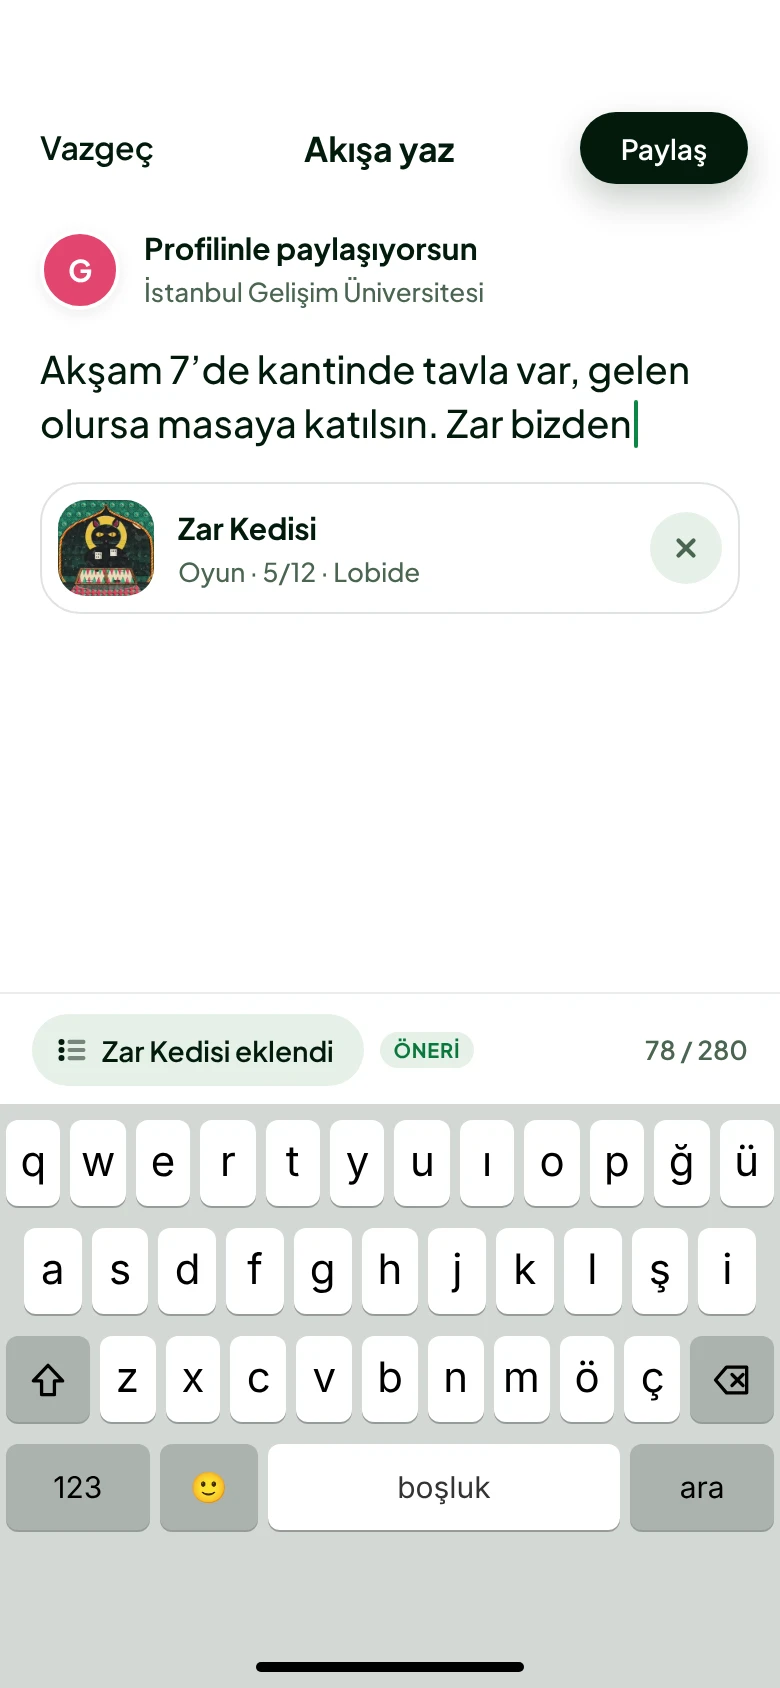 Vazgeç
Akışa yaz
Paylaş
G
Profilinle paylaşıyorsun
İstanbul Gelişim Üniversitesi
Akşam 7’de kantinde tavla var, gelen
olursa masaya katılsın. Zar bizden
Zar Kedisi
Oyun · 5/12 · Lobide
Zar Kedisi eklendi
ÖNERİ
78 / 280
q w e r t y u ı o p ğ ü
a s d f g h j k l ş i
z x c v b n m ö ç
123
boşluk
ara